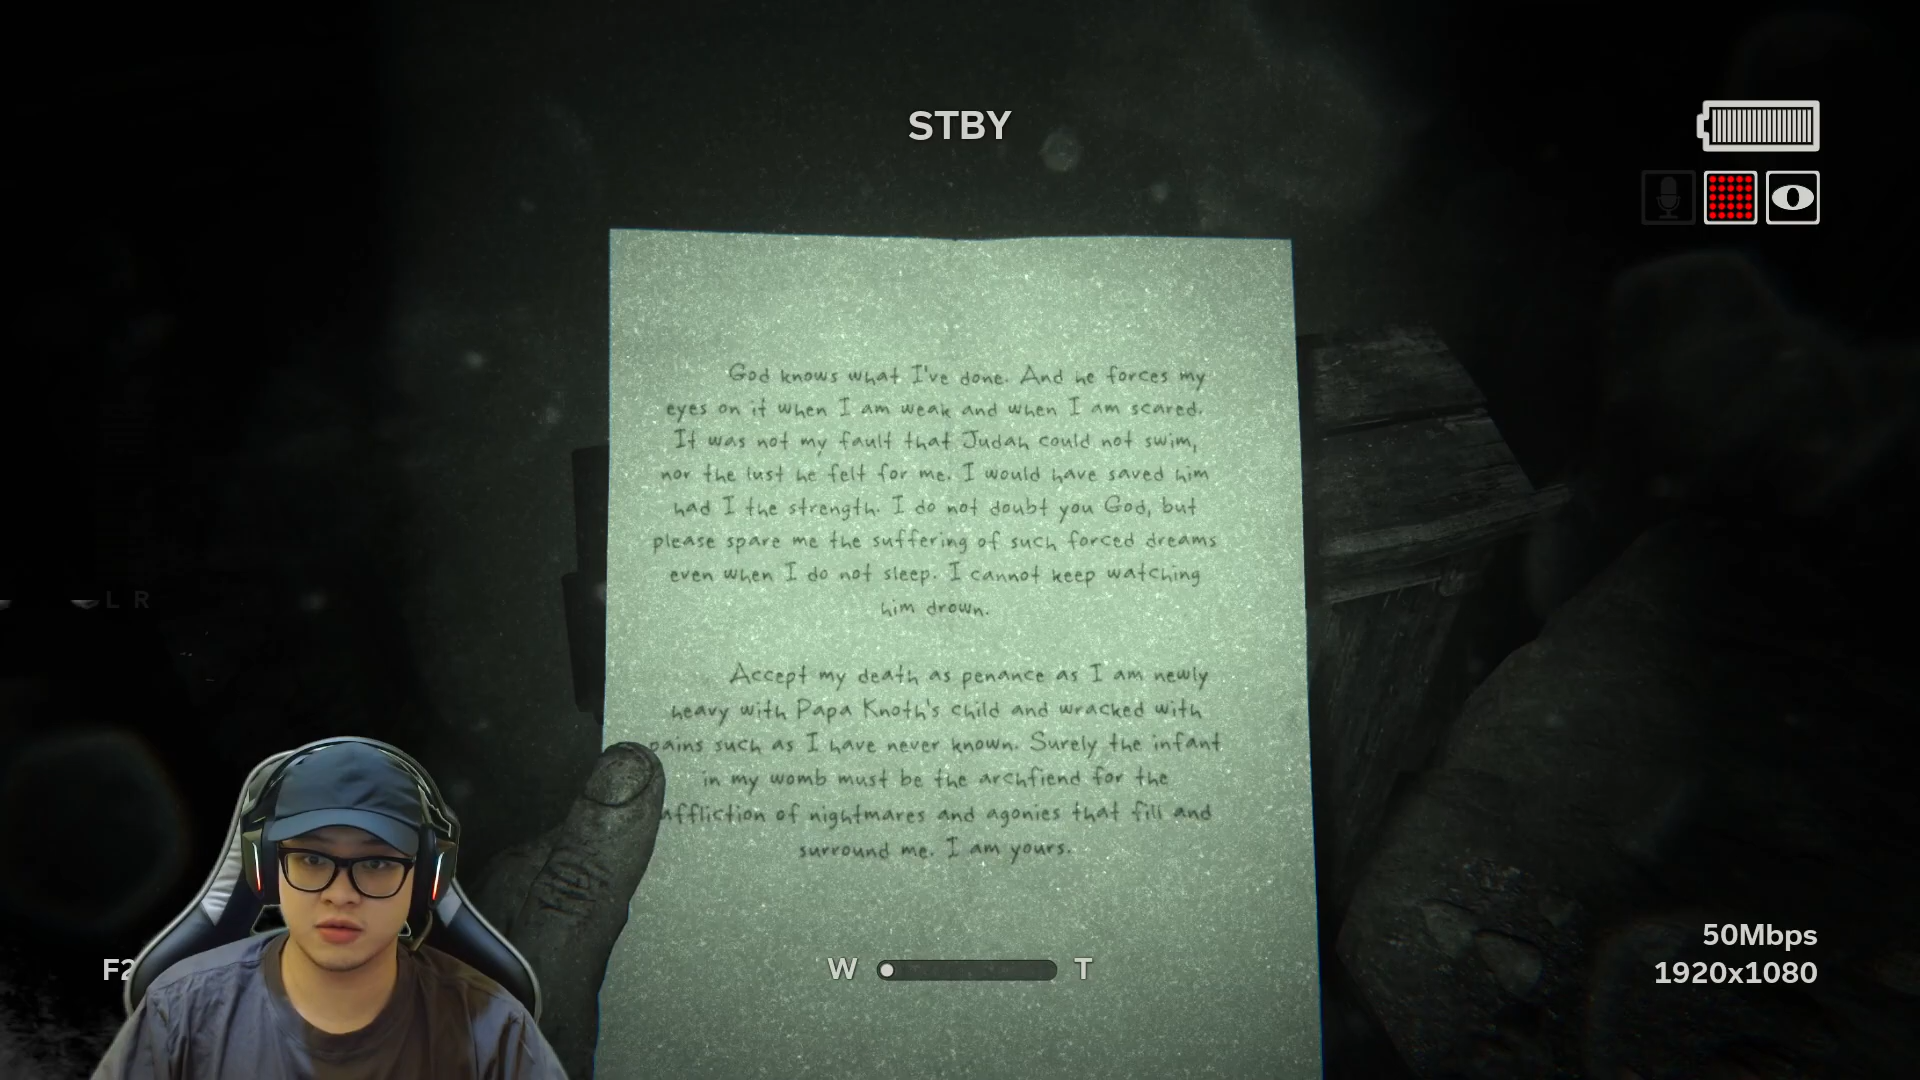 STBY
God knows what I've done. And he forces my
eyes on it when I am weak and when I am scared.
It was not my fault that Judah could not swim,
nor the lust he felt for me. I would have saved him
had I the strength. I do not doubt you God, but
please spare me the suffering of such forced dreams
even when I do not sleep. I cannot keep watching
him drown.
Accept my death as penance as I am newly
heavy with Papa Knoth's child and wracked with
pains such as I have never known. Surely the infant
in my womb must be the archfiend for the
affliction of nightmares and agonies that fill and
surround me. I am yours.
L R
F2
W T
50Mbps
1920x1080